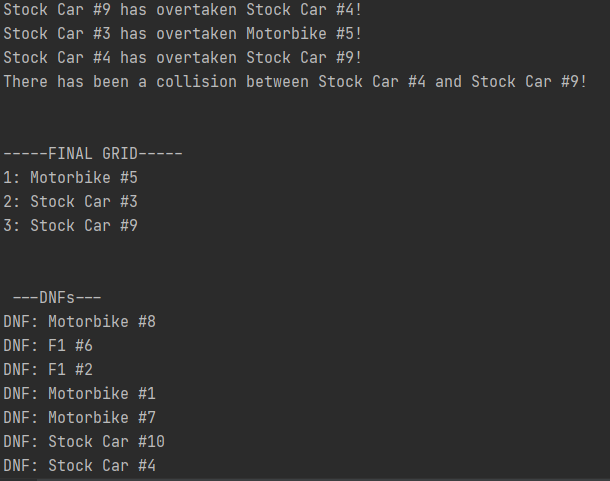 Stock Car #9 has overtaken Stock Car #4!
Stock Car #3 has overtaken Motorbike #5!
Stock Car #4 has overtaken Stock Car #9!
There has been a collision between Stock Car #4 and Stock Car #9!
-----FINAL GRID-----
1: Motorbike #5
2: Stock Car #3
3: Stock Car #9
---DNFs---
DNF: Motorbike #8
DNF: F1 #6
DNF: F1 #2
DNF: Motorbike #1
DNF: Motorbike #7
DNF: Stock Car #10
DNF: Stock Car #4